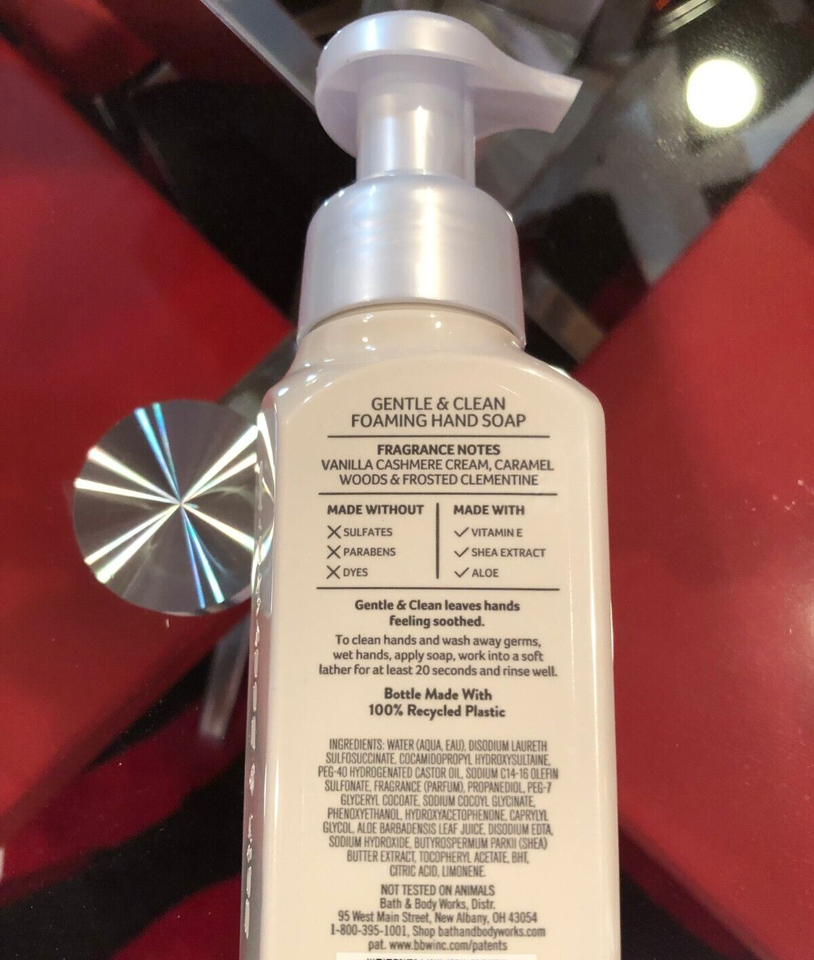 GENTLE & CLEAN
FOAMING HAND SOAP
FRAGRANCE NOTES
VANILLA CASHMERE CREAM, CARAMEL
WOODS & FROSTED CLEMENTINE
MADE WITHOUT
SULFATES
PARABENS
DYES
MADE WITH
VITAMIN E
SHEA EXTRACT
ALOE
Gentle & Clean leaves hands
feeling soothed.
To clean hands and wash away germs,
wet hands, apply soap, work into a soft
lather for at least 20 seconds and rinse well.
Bottle Made With
100% Recycled Plastic
INGREDIENTS: WATER (AQUA, EAU), DISODIUM LAURETH
SULFOSUCCINATE, COCAMIDOPROPYL HYDROXYSULTAINE,
PEG-40 HYDROGENATED CASTOR OIL, SODIUM C14-16 OLEFIN
SULFONATE, FRAGRANCE (PARFUM), PROPANEDIOL, PEG-7
GLYCERYL COCOATE, SODIUM COCOYL GLYCINATE,
PHENOXYETHANOL, HYDROXYACETOPHENONE, CAPRYLYL
GLYCOL, ALOE BARBADENSIS LEAF JUICE, DISODIUM EDTA,
SODIUM HYDROXIDE, BUTYROSPERMUM PARKII (SHEA)
BUTTER EXTRACT, TOCOPHERYL ACETATE, BHT,
CITRIC ACID, LIMONENE.
NOT TESTED ON ANIMALS
Bath & Body Works, Distr.
95 West Main Street, New Albany, OH 43054
1-800-395-1001, Shop bathandbodyworks.com
pat. www.bbwinc.com/patents